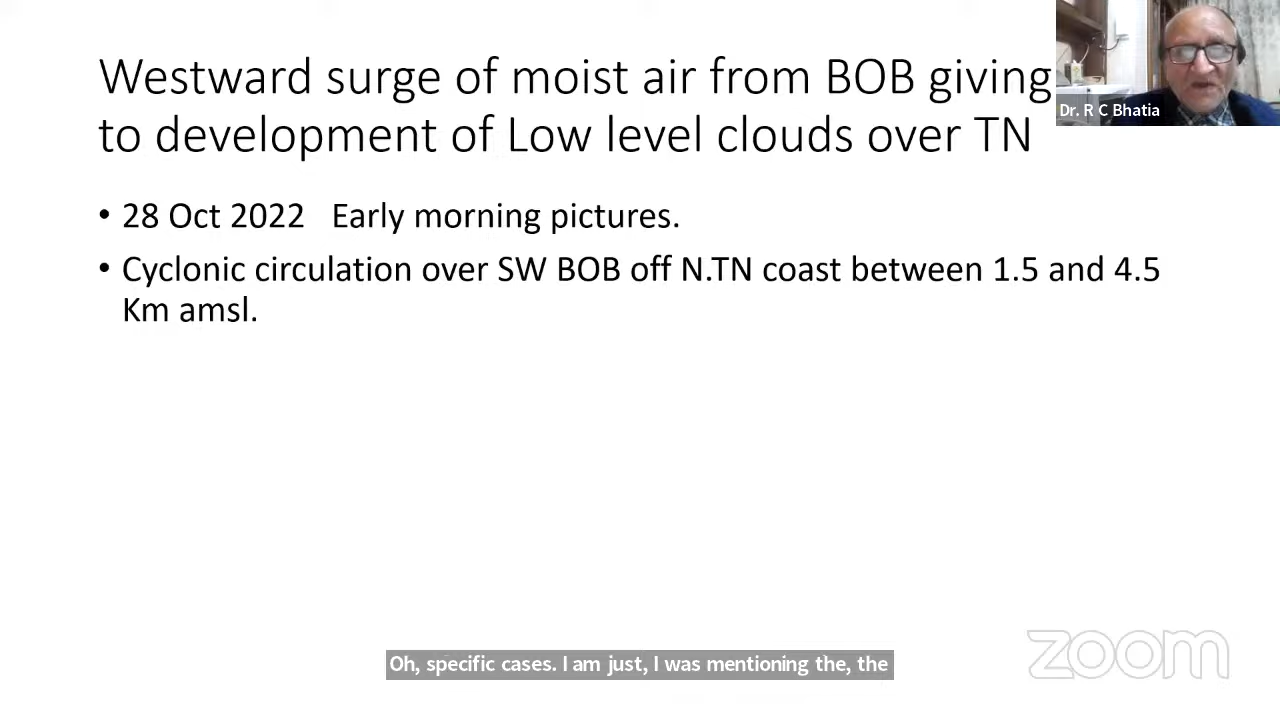 Westward surge of moist air from BOB giving
to development of Low level clouds over TN
Dr. R C Bhatia
• 28 Oct 2022   Early morning pictures.
• Cyclonic circulation over SW BOB off N.TN coast between 1.5 and 4.5
Km amsl.
Oh, specific cases. I am just, I was mentioning the, the
zoom